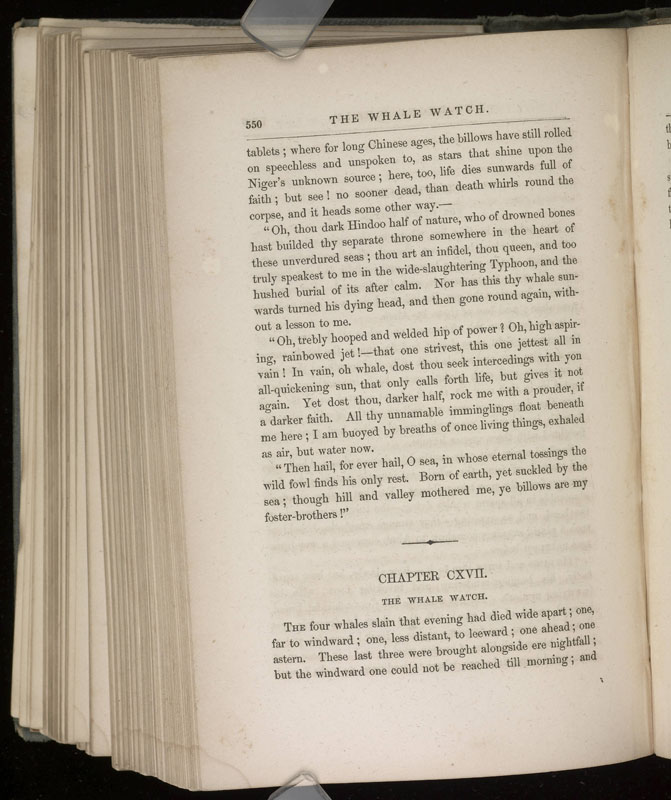 550
THE WHALE WATCH.
tablets ; where for long Chinese ages, the billows have still rolled
on speechless and unspoken to, as stars that shine upon the
Niger's unknown source ; here, too, life dies sunwards full of
faith ; but see ! no sooner dead, than death whirls round the
corpse, and it heads some other way.—
“Oh, thou dark Hindoo half of nature, who of drowned bones
hast builded thy separate throne somewhere in the heart of
these unverdured seas ; thou art an infidel, thou queen, and too
truly speakest to me in the wide-slaughtering Typhoon, and the
hushed burial of its after calm. Nor has this thy whale sun-
wards turned his dying head, and then gone round again, with-
out a lesson to me.
“Oh, trebly hooped and welded hip of power ? Oh, high aspir-
ing, rainbowed jet !—that one strivest, this one jettest all in
vain ! In vain, oh whale, dost thou seek intercedings with yon
all-quickening sun, that only calls forth life, but gives it not
again. Yet dost thou, darker half, rock me with a prouder, if
a darker faith. All thy unnamable imminglings float beneath
me here ; I am buoyed by breaths of once living things, exhaled
as air, but water now.
“Then hail, for ever hail, O sea, in whose eternal tossings the
wild fowl finds his only rest. Born of earth, yet suckled by the
sea ; though hill and valley mothered me, ye billows are my
foster-brothers !”
CHAPTER CXVII.
THE WHALE WATCH.
THE four whales slain that evening had died wide apart ; one,
far to windward ; one, less distant, to leeward ; one ahead ; one
astern. These last three were brought alongside ere nightfall ;
but the windward one could not be reached till morning ; and